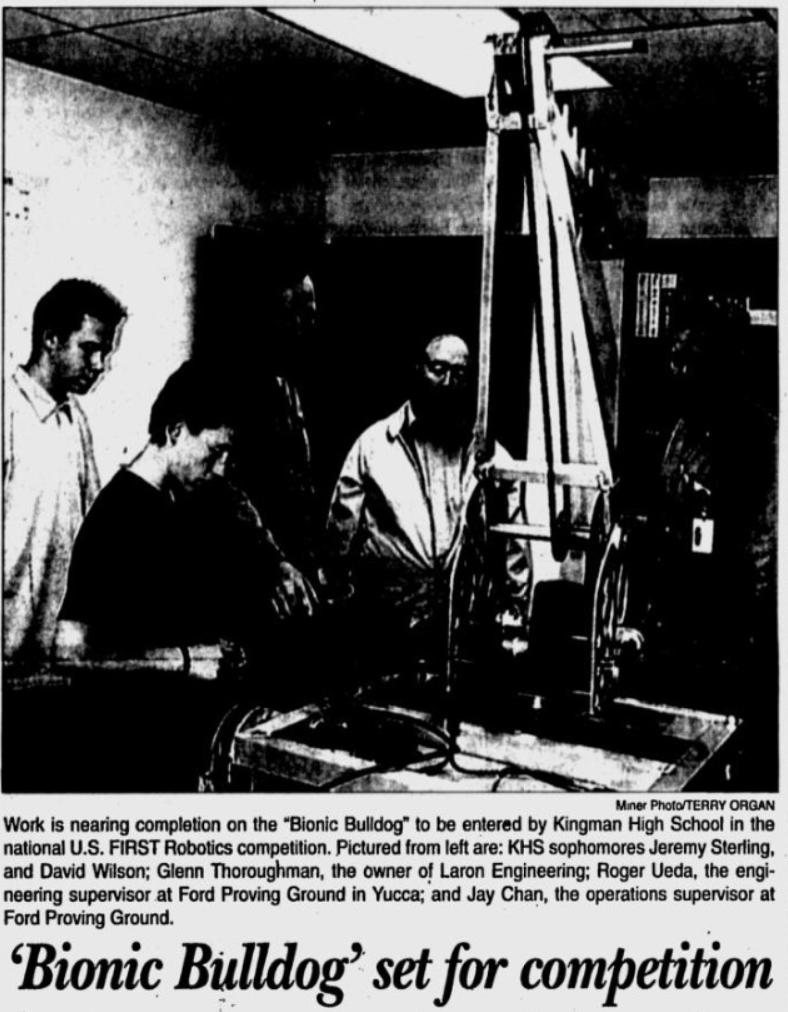 Miner Photo/TERRY ORGAN
Work is nearing completion on the "Bionic Bulldog" to be entered by Kingman High School in the
national U.S. FIRST Robotics competition. Pictured from left are: KHS sophomores Jeremy Sterling,
and David Wilson; Glenn Thoroughman, the owner of Laron Engineering; Roger Ueda, the engi-
neering supervisor at Ford Proving Ground in Yucca; and Jay Chan, the operations supervisor at
Ford Proving Ground.
'Bionic Bulldog' set for competition